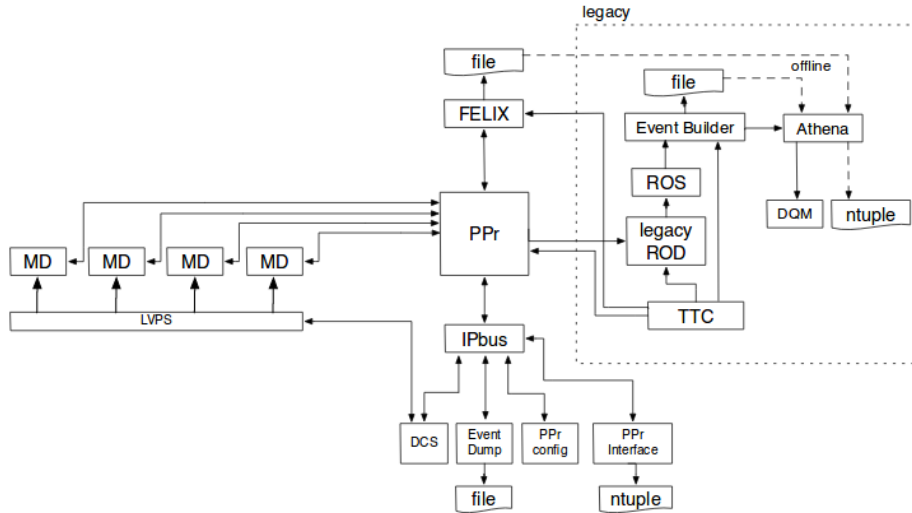 legacy
file
offline
file
FELIX
Event Builder
Athena
ROS
PPr
DQM
ntuple
legacy
ROD
MD
MD
MD
MD
LVPS
TTC
IPbus
DCS
Event
Dump
PPr
config
PPr
Interface
file
ntuple